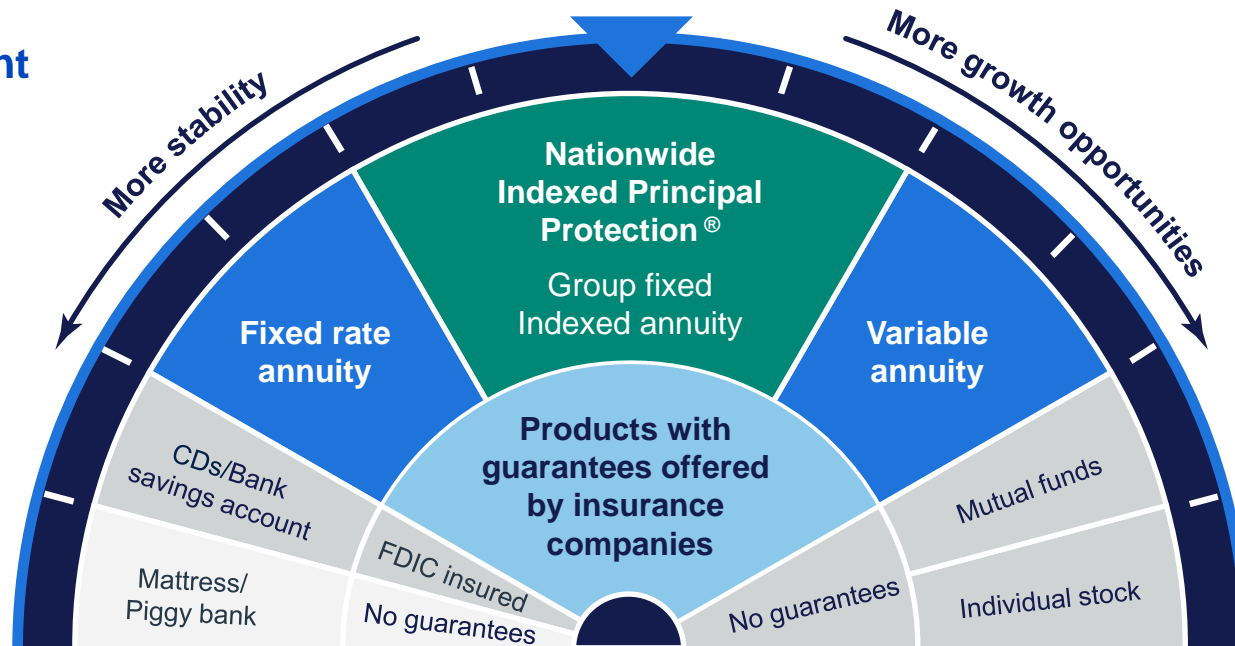 nt
More stability
More growth opportunities
Nationwide
Indexed Principal
Protection ®
Group fixed
Indexed annuity
Fixed rate
annuity
Variable
annuity
Products with
guarantees offered
by insurance
companies
CDs/Bank
savings account
FDIC insured
Mattress/
Piggy bank
No guarantees
No guarantees
Mutual funds
Individual stock